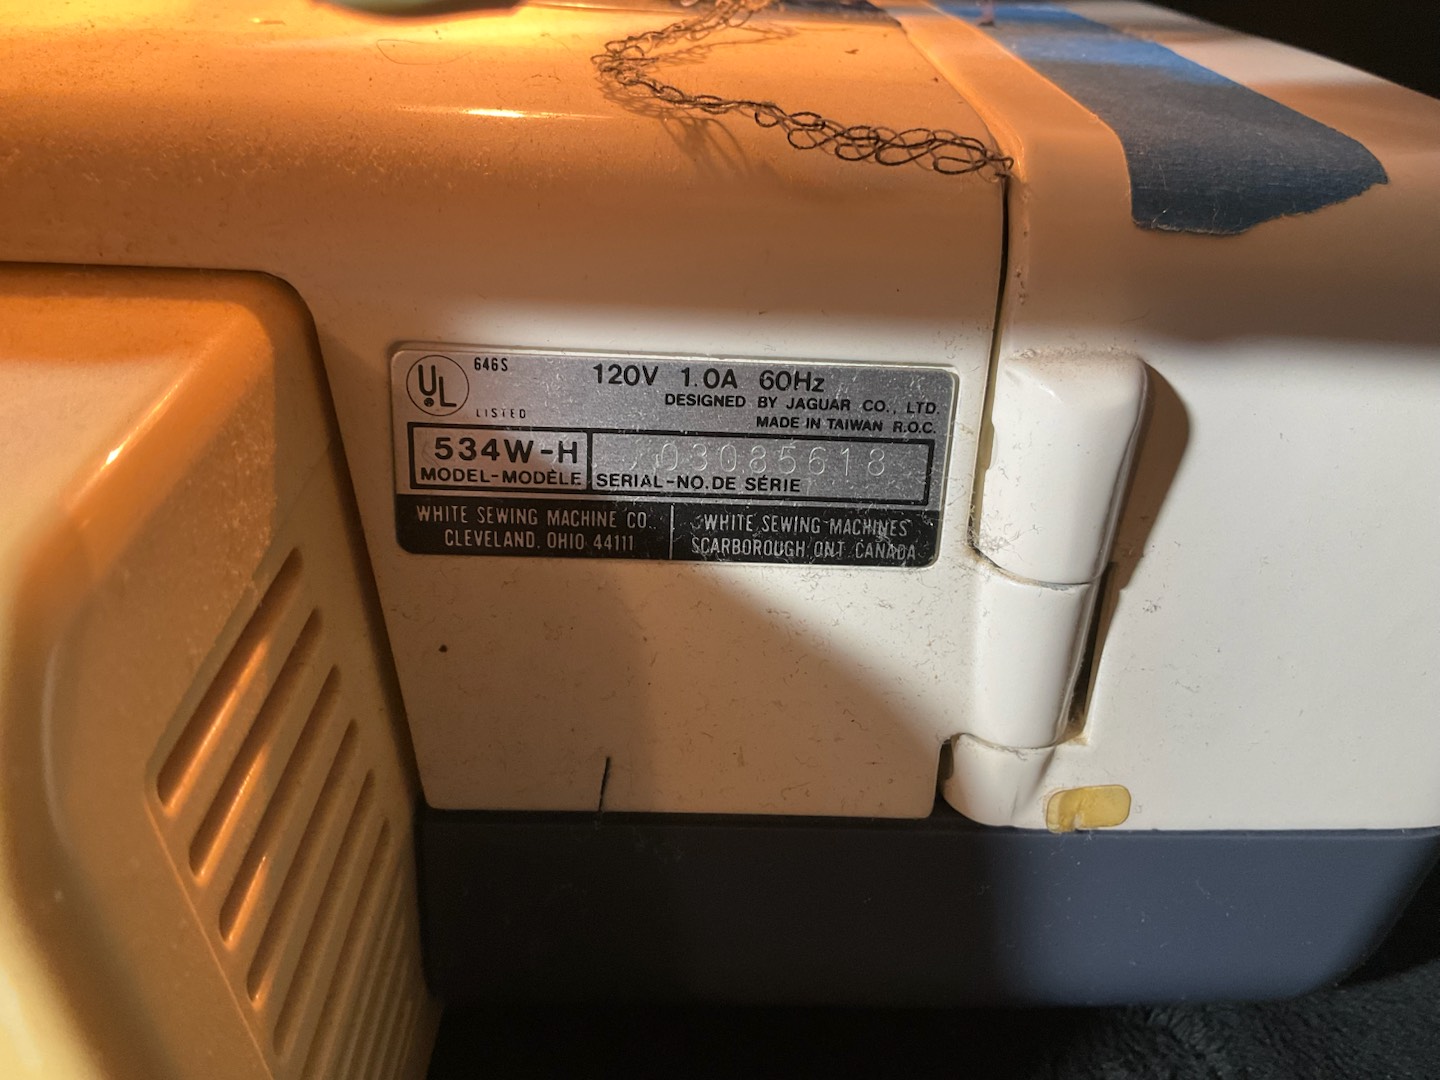 UL
®
646S
LISTED
120V 1.0A 60Hz
DESIGNED BY JAGUAR CO., LTD.
MADE IN TAIWAN R.O.C.
534W-H
MODEL-MODÈLE
03085618
SERIAL-NO.DE SÉRIE
WHITE SEWING MACHINE CO.
CLEVELAND, OHIO 44111
WHITE SEWING MACHINES
SCARBOROUGH, ONT CANADA